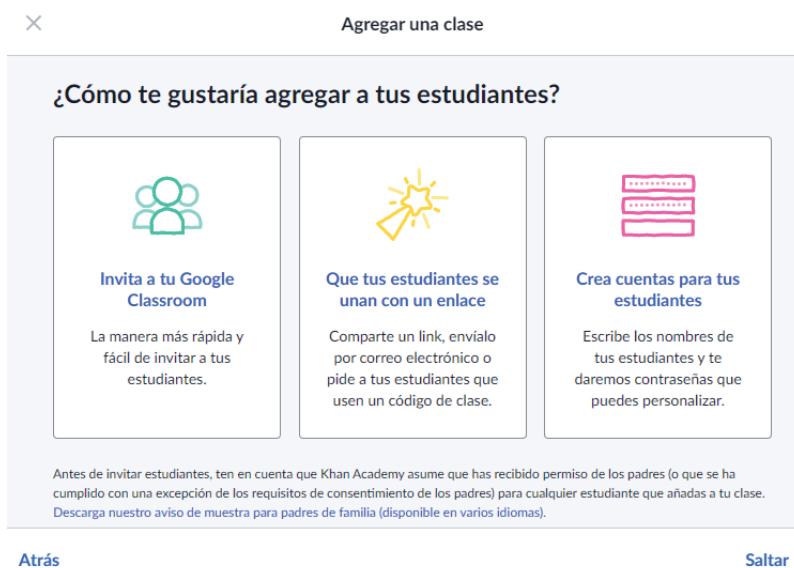 Agregar una clase
¿Cómo te gustaría agregar a tus estudiantes?
Invita a tu Google
Classroom
La manera más rápida y
fácil de invitar a tus
estudiantes.
Que tus estudiantes se
unan con un enlace
Comparte un link, envíalo
por correo electrónico o
pide a tus estudiantes que
usen un código de clase.
Crea cuentas para tus
estudiantes
Escribe los nombres de
tus estudiantes y te
daremos contraseñas que
puedes personalizar.
Antes de invitar estudiantes, ten en cuenta que Khan Academy asume que has recibido permiso de los padres (o que se ha
cumplido con una excepción de los requisitos de consentimiento de los padres) para cualquier estudiante que añadas a tu clase.
Descarga nuestro aviso de muestra para padres de familia (disponible en varios idiomas).
Atrás
Saltar